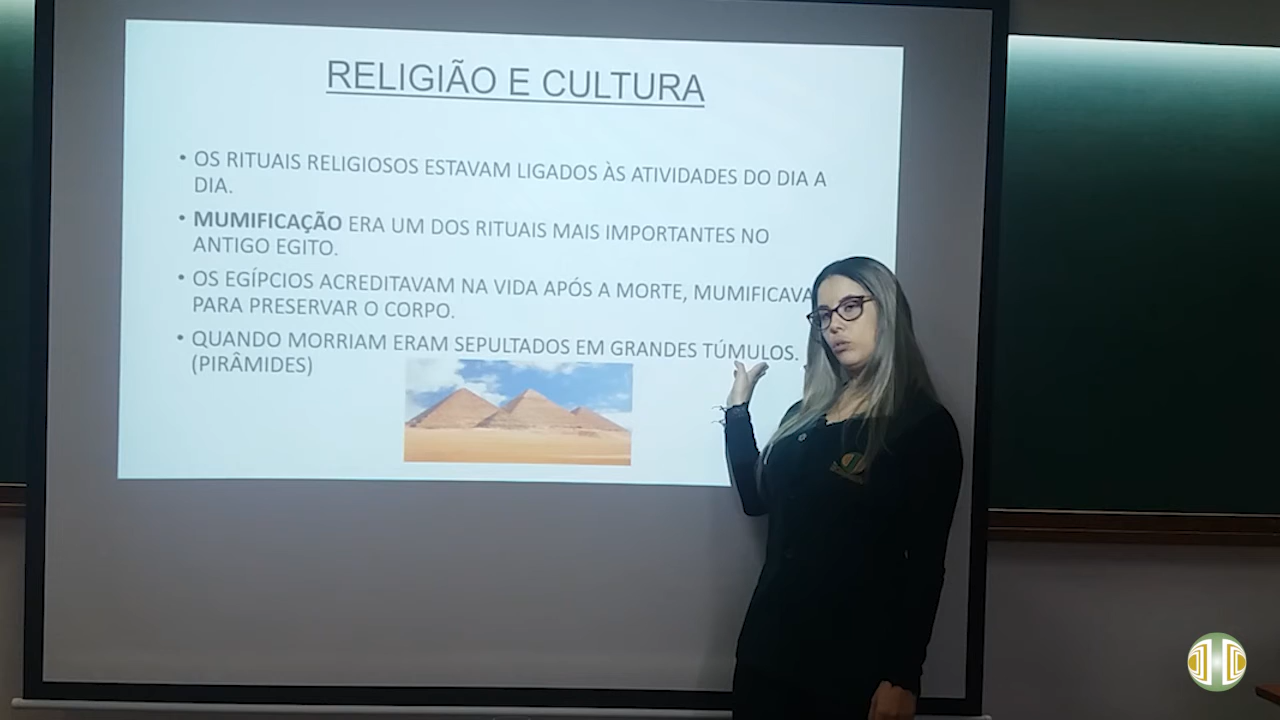 RELIGIÃO E CULTURA
• OS RITUAIS RELIGIOSOS ESTAVAM LIGADOS ÀS ATIVIDADES DO DIA A
DIA.
• MUMIFICAÇÃO ERA UM DOS RITUAIS MAIS IMPORTANTES NO
ANTIGO EGITO.
• OS EGÍPCIOS ACREDITAVAM NA VIDA APÓS A MORTE, MUMIFICAVA
PARA PRESERVAR O CORPO.
• QUANDO MORRIAM ERAM SEPULTADOS EM GRANDES TÚMULOS.
(PIRÂMIDES)